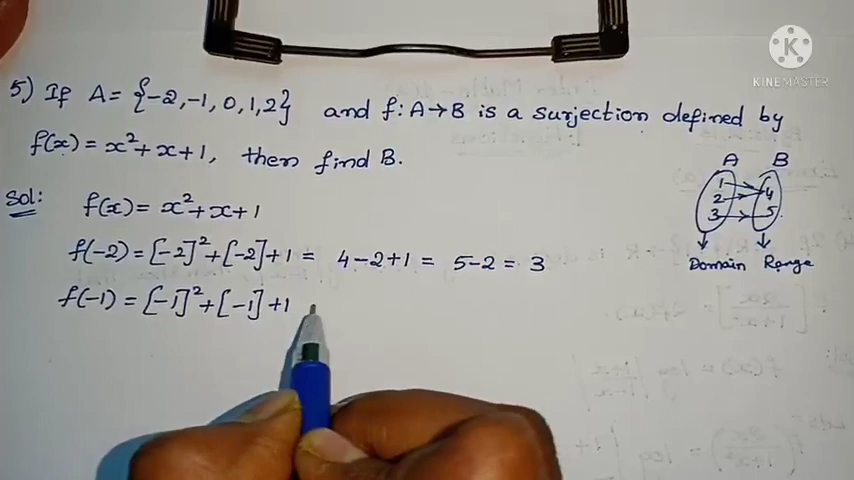 5) If A = {-2, -1, 0, 1, 2} and f: A→B is a surjection defined by
f(x) = x²+x+1, then find B.
Sol: f(x) = x²+x+1
f(-2) = [-2]²+[-2]+1 = 4-2+1 = 5-2 = 3
f(-1) = [-1]²+[-1]+1
A B
1 4
2 5
3
Domain Range
K
KINEMASTER